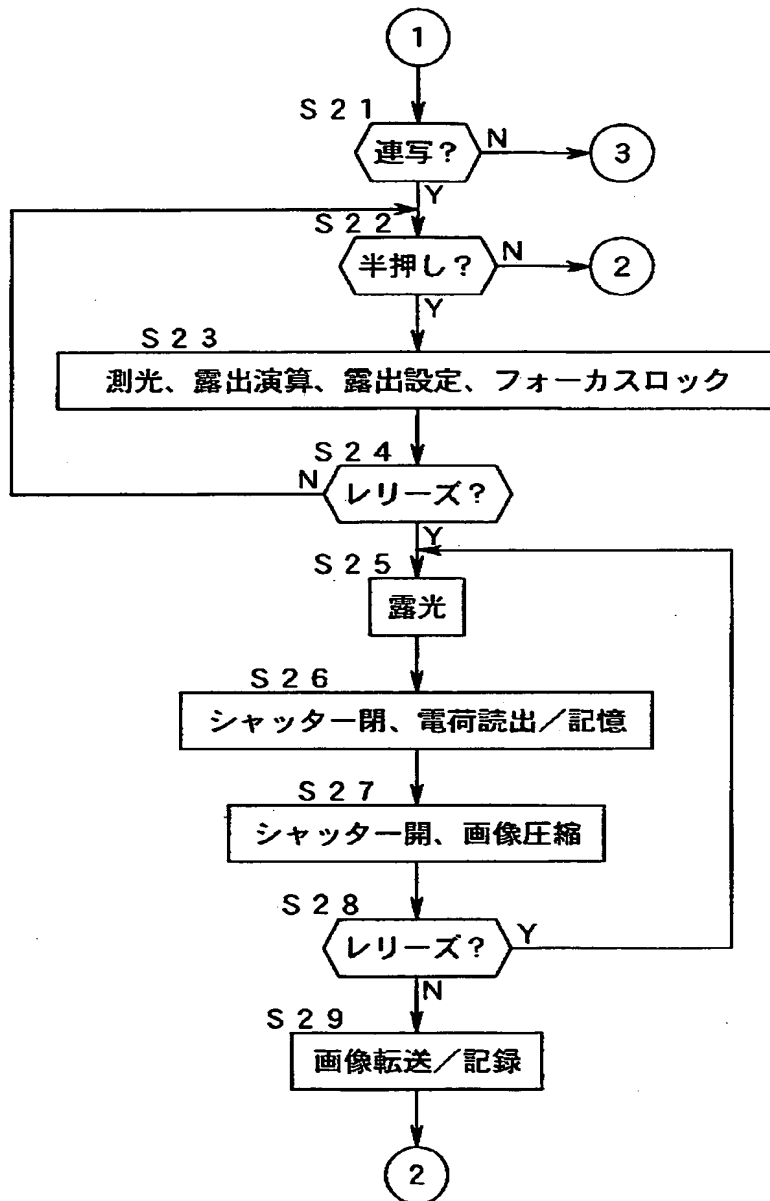 1
S21
連写?
N
3
Y
S22
半押し?
N
2
Y
S23
測光、露出演算、露出設定、フォーカスロック
S24
N
レリーズ?
Y
S25
露光
S26
シャッター閉、電荷読出/記憶
S27
シャッター開、画像圧縮
S28
レリーズ?
Y
N
S29
画像転送/記録
2